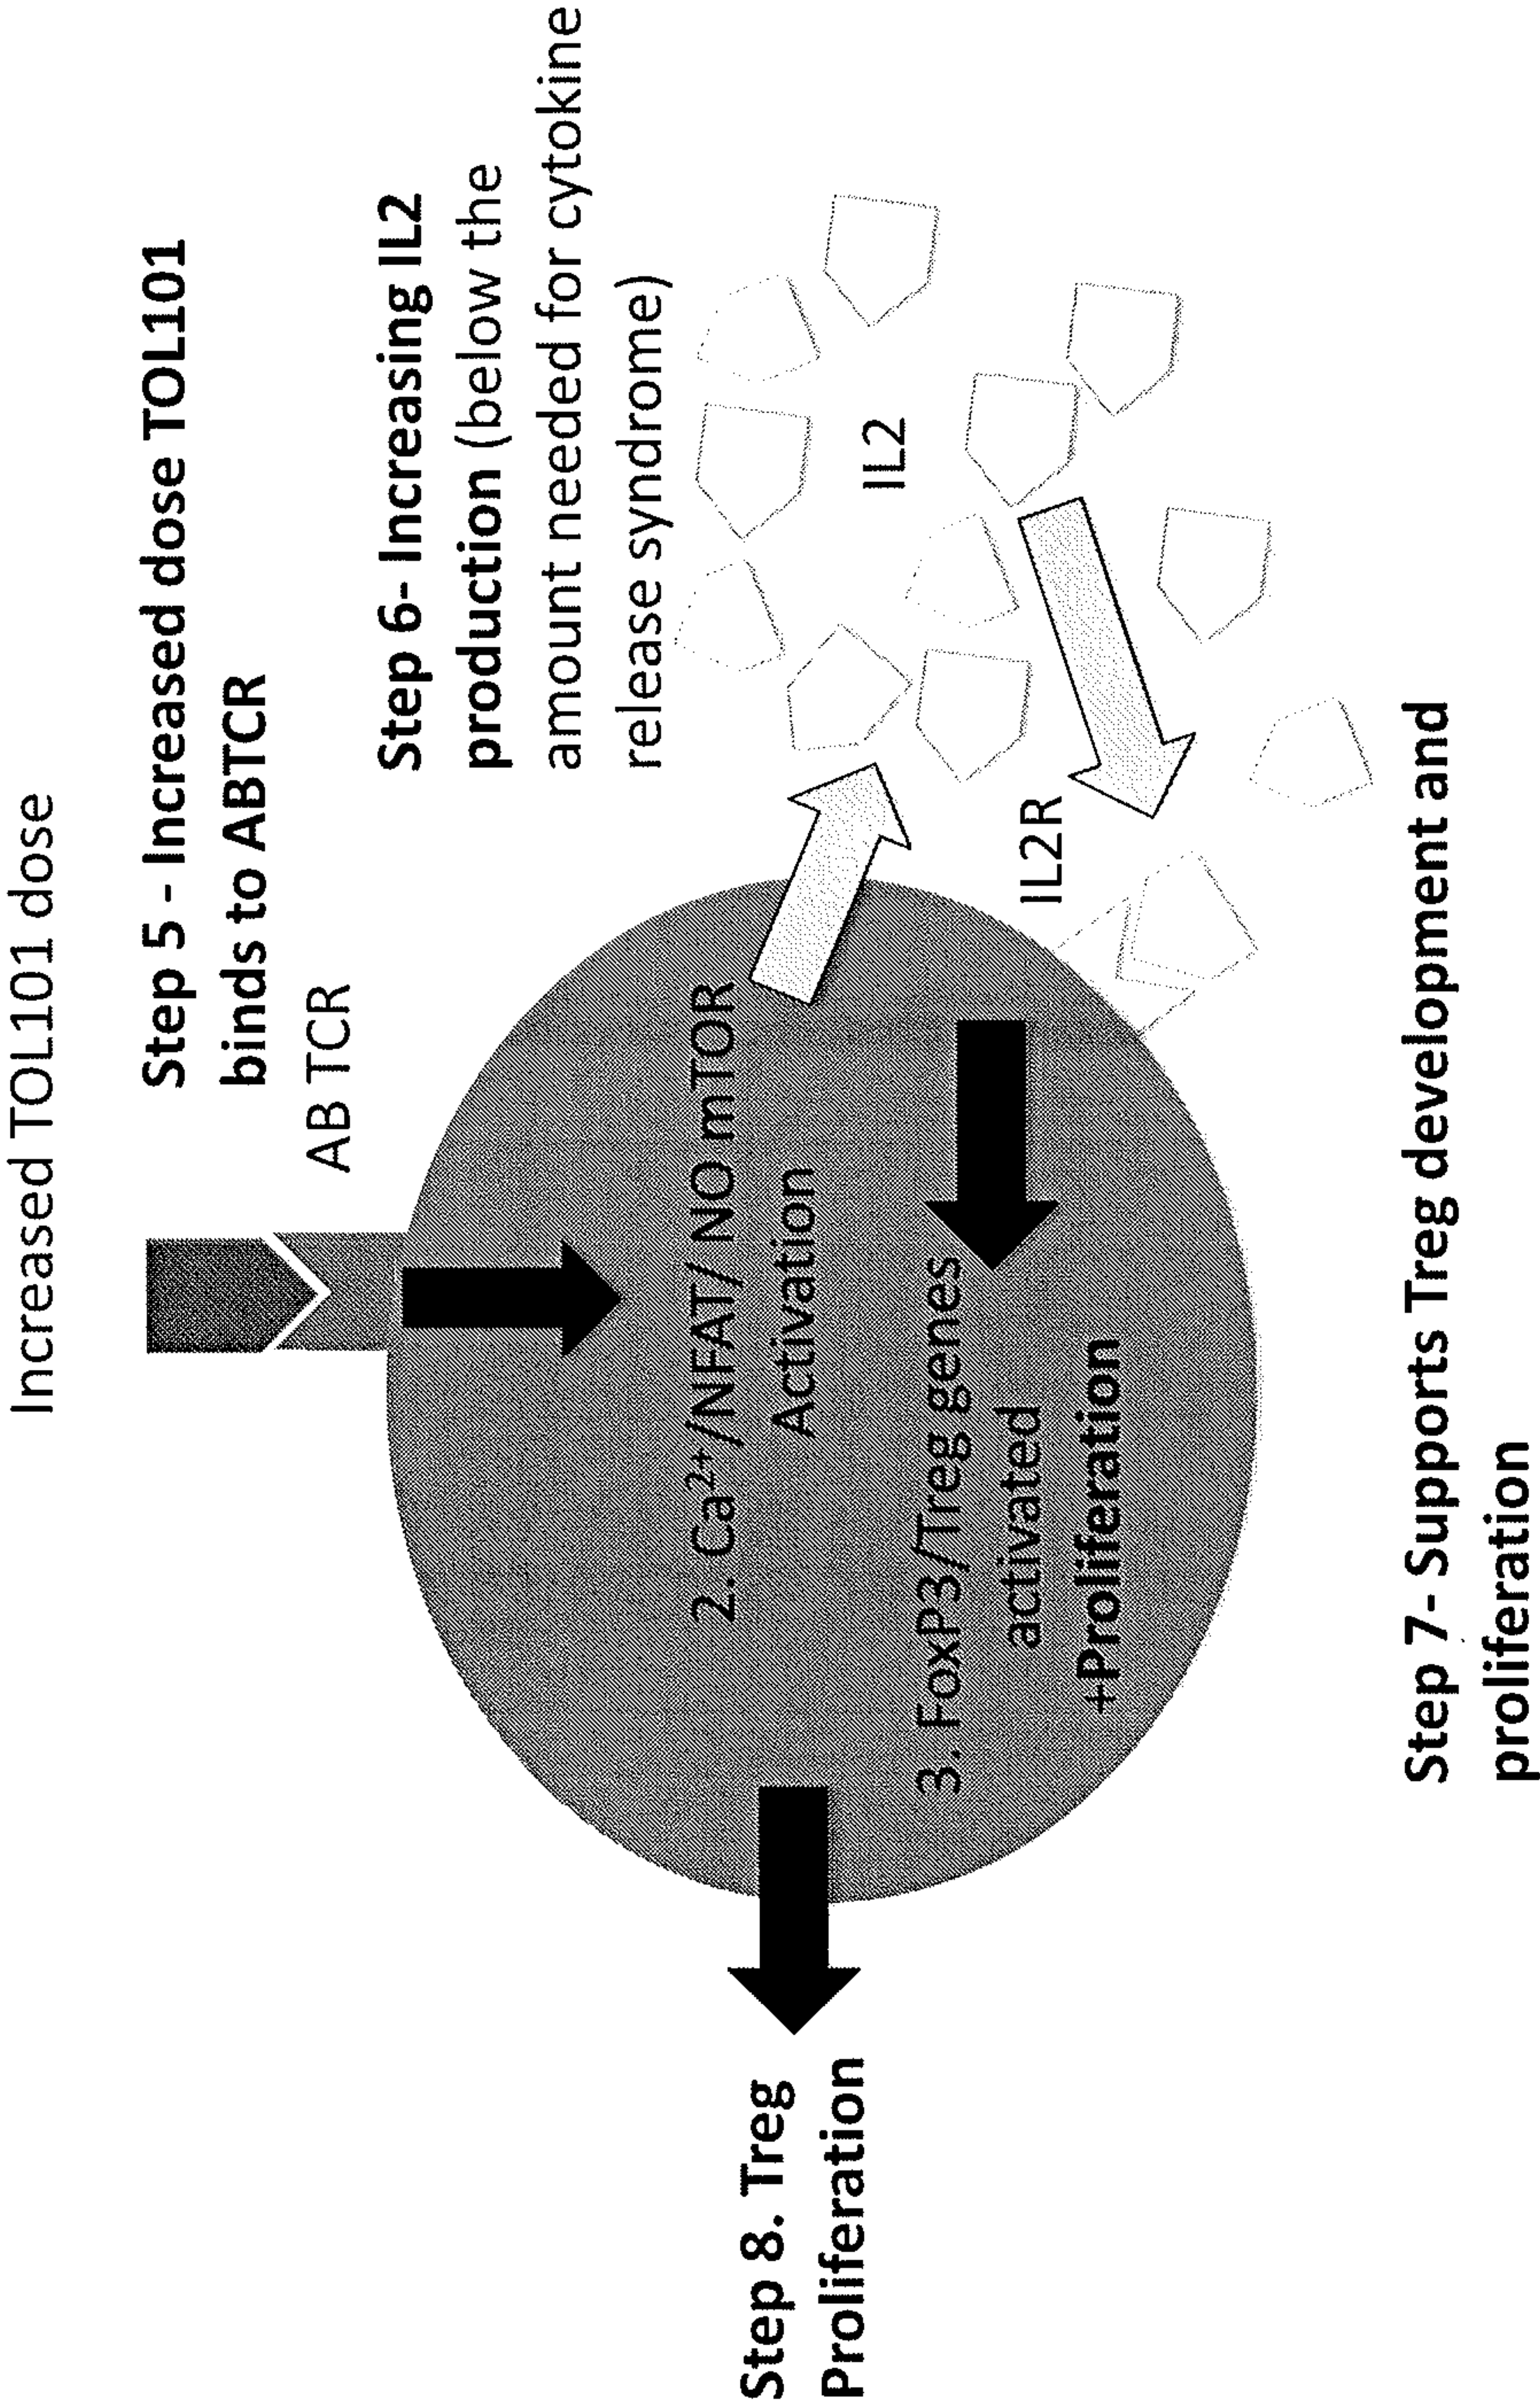 Increased TOL101 dose
Step 5 - Increased dose TOL101
binds to ABTCR
AB TCR
Step 6- Increasing IL2
production (below the
amount needed for cytokine
release syndrome)
2. Ca²⁺/NFAT/ NO mTOR
Activation
IL2
IL2R
3. FoxP3/Treg genes
activated
+Proliferation
Step 8. Treg
Proliferation
Step 7- Supports Treg development and
proliferation